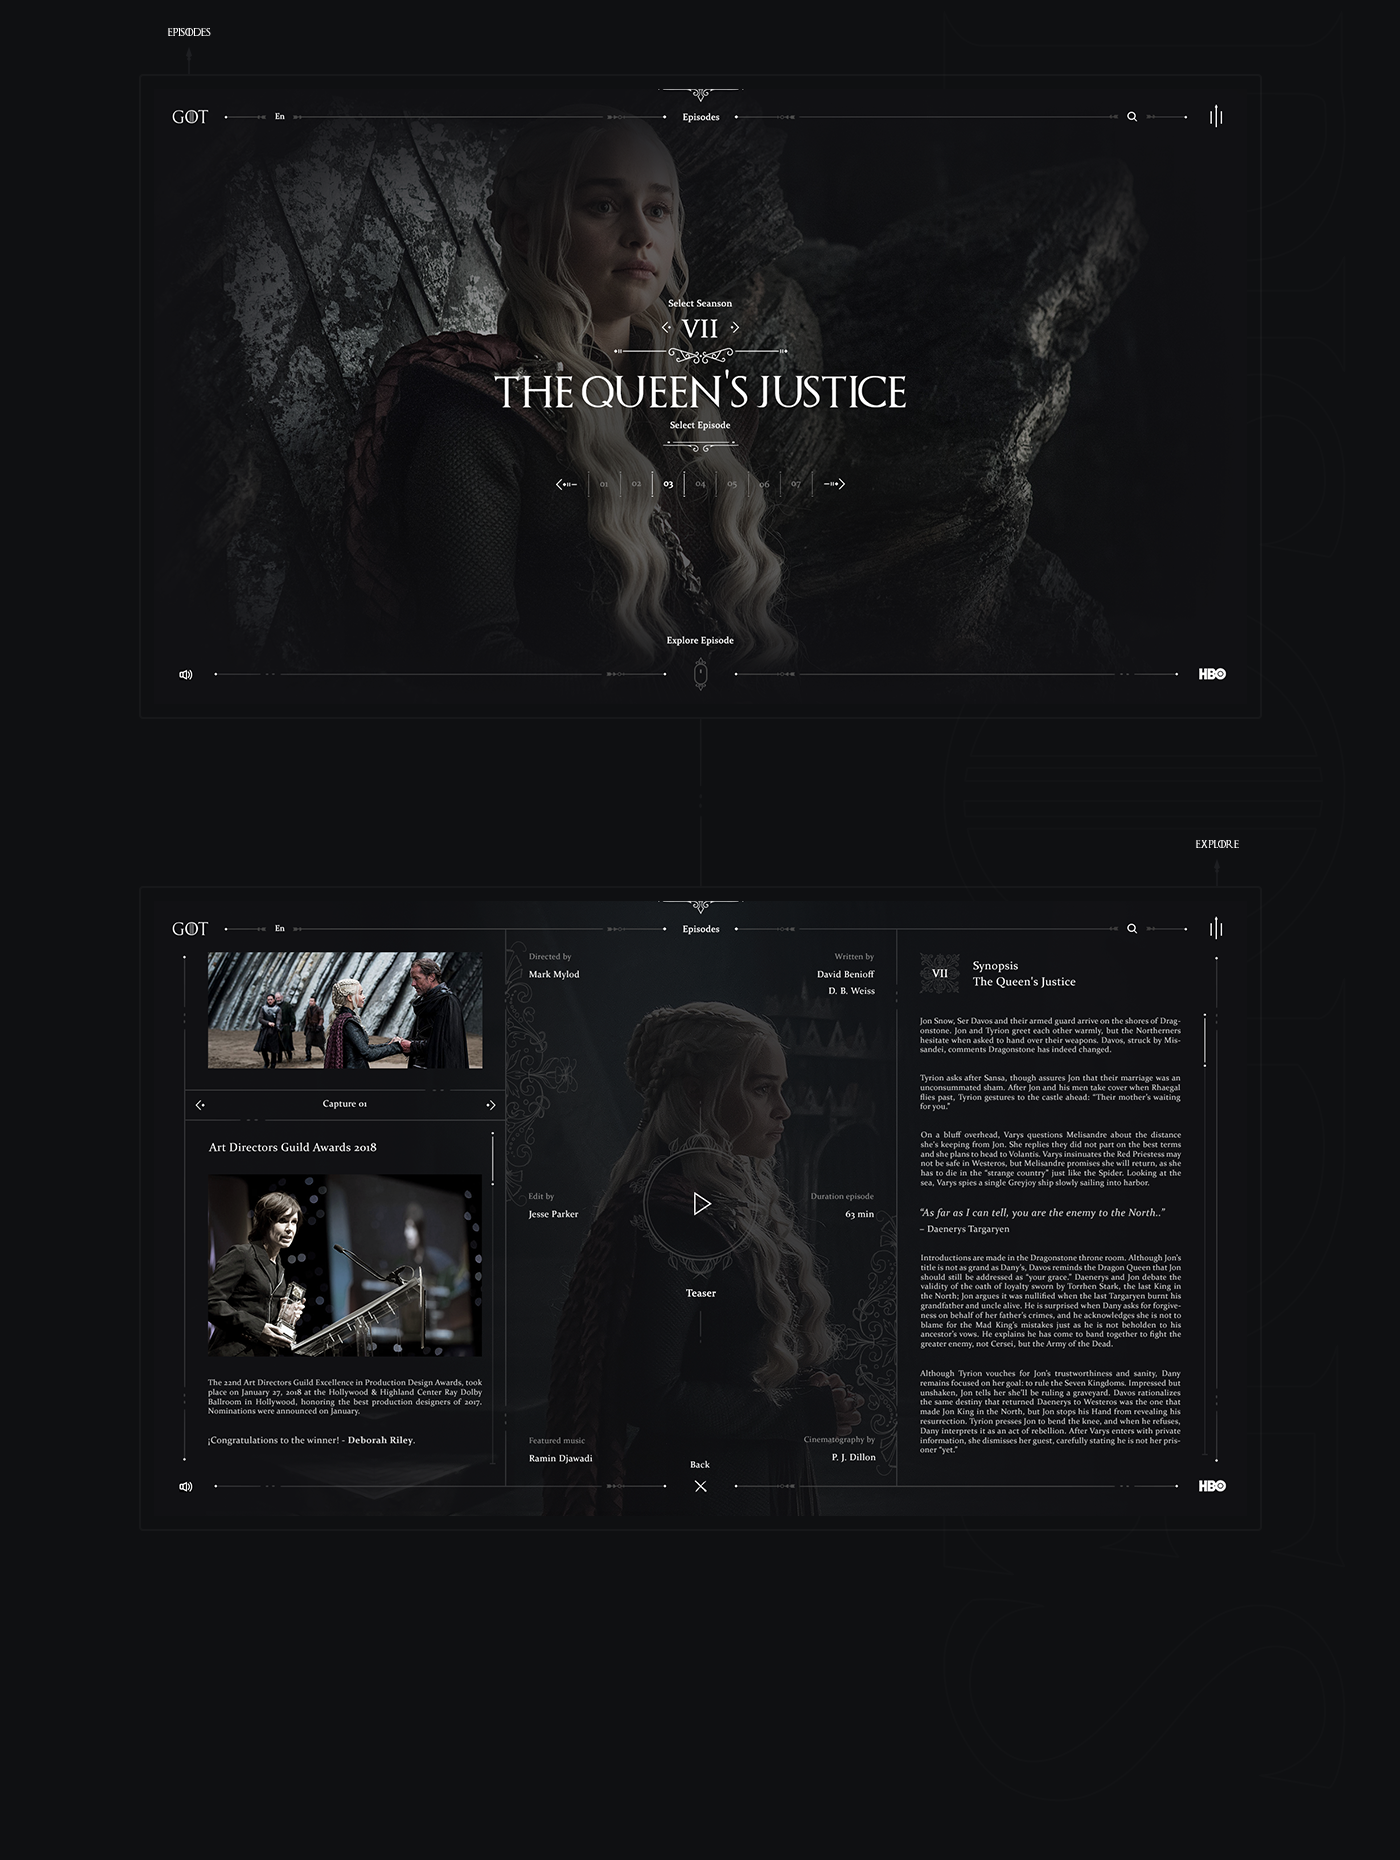 EPISODES
GOT
En
Episodes
Select Seanson
VII
THE QUEEN'S JUSTICE
Select Episode
01 02 03 04 05 06 07
Explore Episode
HBO
EXPLORE
GOT
En
Episodes
Capture 01
Art Directors Guild Awards 2018
The 22nd Art Directors Guild Excellence in Production Design Awards, took
place on January 27, 2018 at the Hollywood & Highland Center Ray Dolby
Ballroom in Hollywood, honoring the best production designers of 2017.
Nominations were announced on January.
¡Congratulations to the winner! - Deborah Riley.
Directed by
Mark Mylod
Written by
David Benioff
D. B. Weiss
Edit by
Jesse Parker
Duration episode
63 min
Teaser
Featured music
Ramin Djawadi
Cinematography by
P. J. Dillon
Back
VII
Synopsis
The Queen's Justice
Jon Snow, Ser Davos and their armed guard arrive on the shores of Drag-
onstone. Jon and Tyrion greet each other warmly, but the Northerners
hesitate when asked to hand over their weapons. Davos, struck by Mis-
sandei, comments Dragonstone has indeed changed.
Tyrion asks after Sansa, though assures Jon that their marriage was an
unconsummated sham. After Jon and his men take cover when Rhaegal
flies past, Tyrion gestures to the castle ahead: “Their mother’s waiting
for you.”
On a bluff overhead, Varys questions Melisandre about the distance
she’s keeping from Jon. She replies they did not part on the best terms
and she plans to head to Volantis. Varys insinuates the Red Priestess may
not be safe in Westeros, but Melisandre promises she will return, as she
has to die in the “strange country” just like the Spider. Looking at the
sea, Varys spies a single Greyjoy ship slowly sailing into harbor.
“As far as I can tell, you are the enemy to the North..”
– Daenerys Targaryen
Introductions are made in the Dragonstone throne room. Although Jon’s
title is not as grand as Dany’s, Davos reminds the Dragon Queen that Jon
should still be addressed as “your grace.” Daenerys and Jon debate the
validity of the oath of loyalty sworn by Torrhen Stark, the last King in
the North; Jon argues it was nullified when the last Targaryen burnt his
grandfather and uncle alive. He is surprised when Dany asks for forgive-
ness on behalf of her father’s crimes, and he acknowledges she is not to
blame for the Mad King’s mistakes just as he is not beholden to his
ancestor’s vows. He explains he has come to band together to fight the
greater enemy, not Cersei, but the Army of the Dead.
Although Tyrion vouches for Jon’s trustworthiness and sanity, Dany
remains focused on her goal: to rule the Seven Kingdoms. Impressed but
unshaken, Jon tells her she’ll be ruling a graveyard. Davos rationalizes
the same destiny that returned Daenerys to Westeros was the one that
made Jon King in the North, but Jon stops his Hand from revealing his
resurrection. Tyrion presses Jon to bend the knee, and when he refuses,
Dany interprets it as an act of rebellion. After Varys enters with private
information, she dismisses her guest, carefully stating he is not her pris-
oner “yet.”
HBO